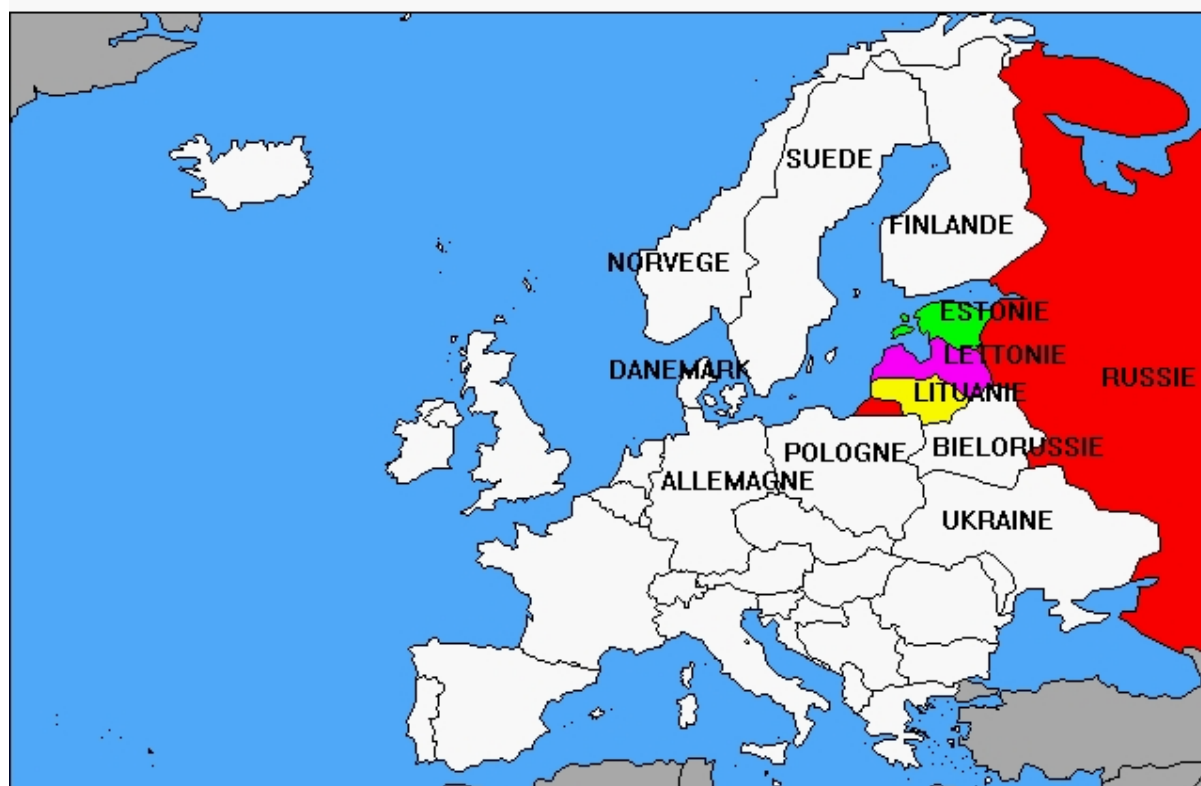 SUEDE
FINLANDE
NORVEGE
ESTONIE
LETTONIE
DANEMARK
RUSSIE
LITUANIE
POLOGNE
BIELORUSSIE
ALLEMAGNE
UKRAINE